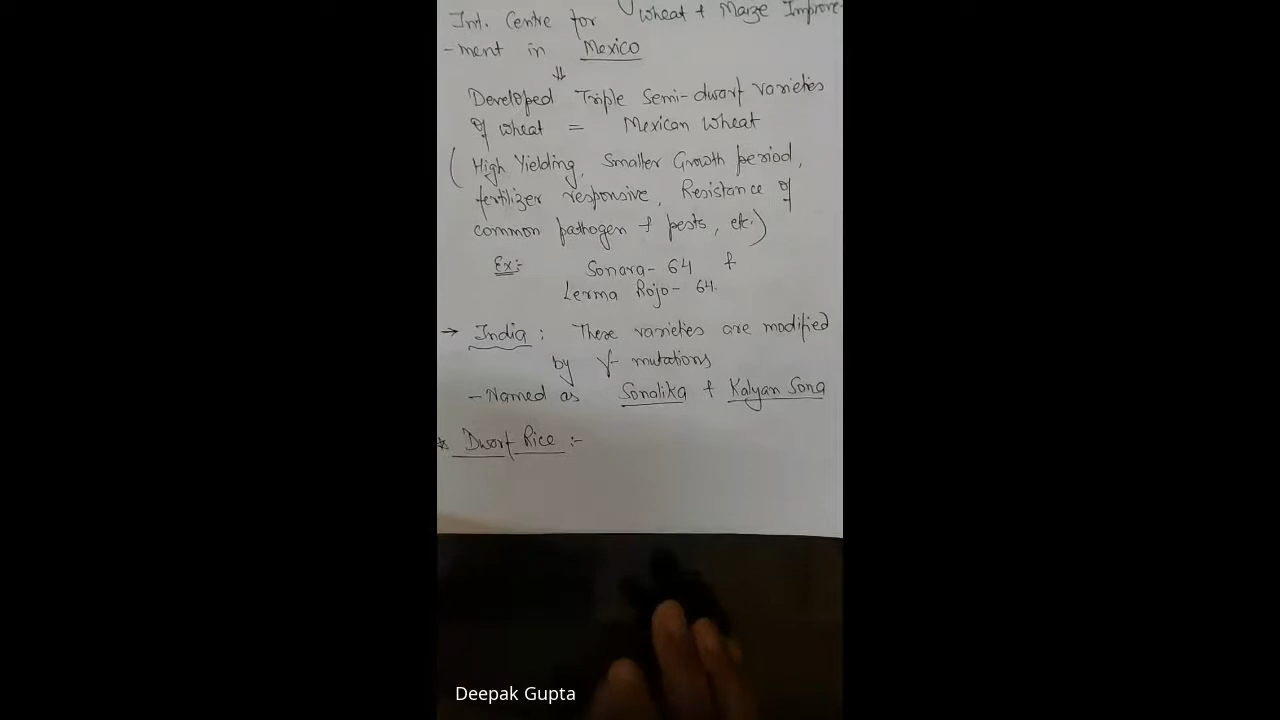 Int. Centre for wheat + Maize Improve-
-ment in Mexico
⇓
Developed Triple Semi-dwarf varieties
of wheat = Mexican wheat
(High Yielding, Smaller Growth period,
fertilizer responsive, Resistance of
common pathogen + pests, etc.)
Ex:- Sonara- 64 +
Lerma Rojo- 64.
→ India : These varieties are modified
by γ- mutations
- Named as Sonalika + Kalyan Sona
* Dwarf Rice :-
Deepak Gupta